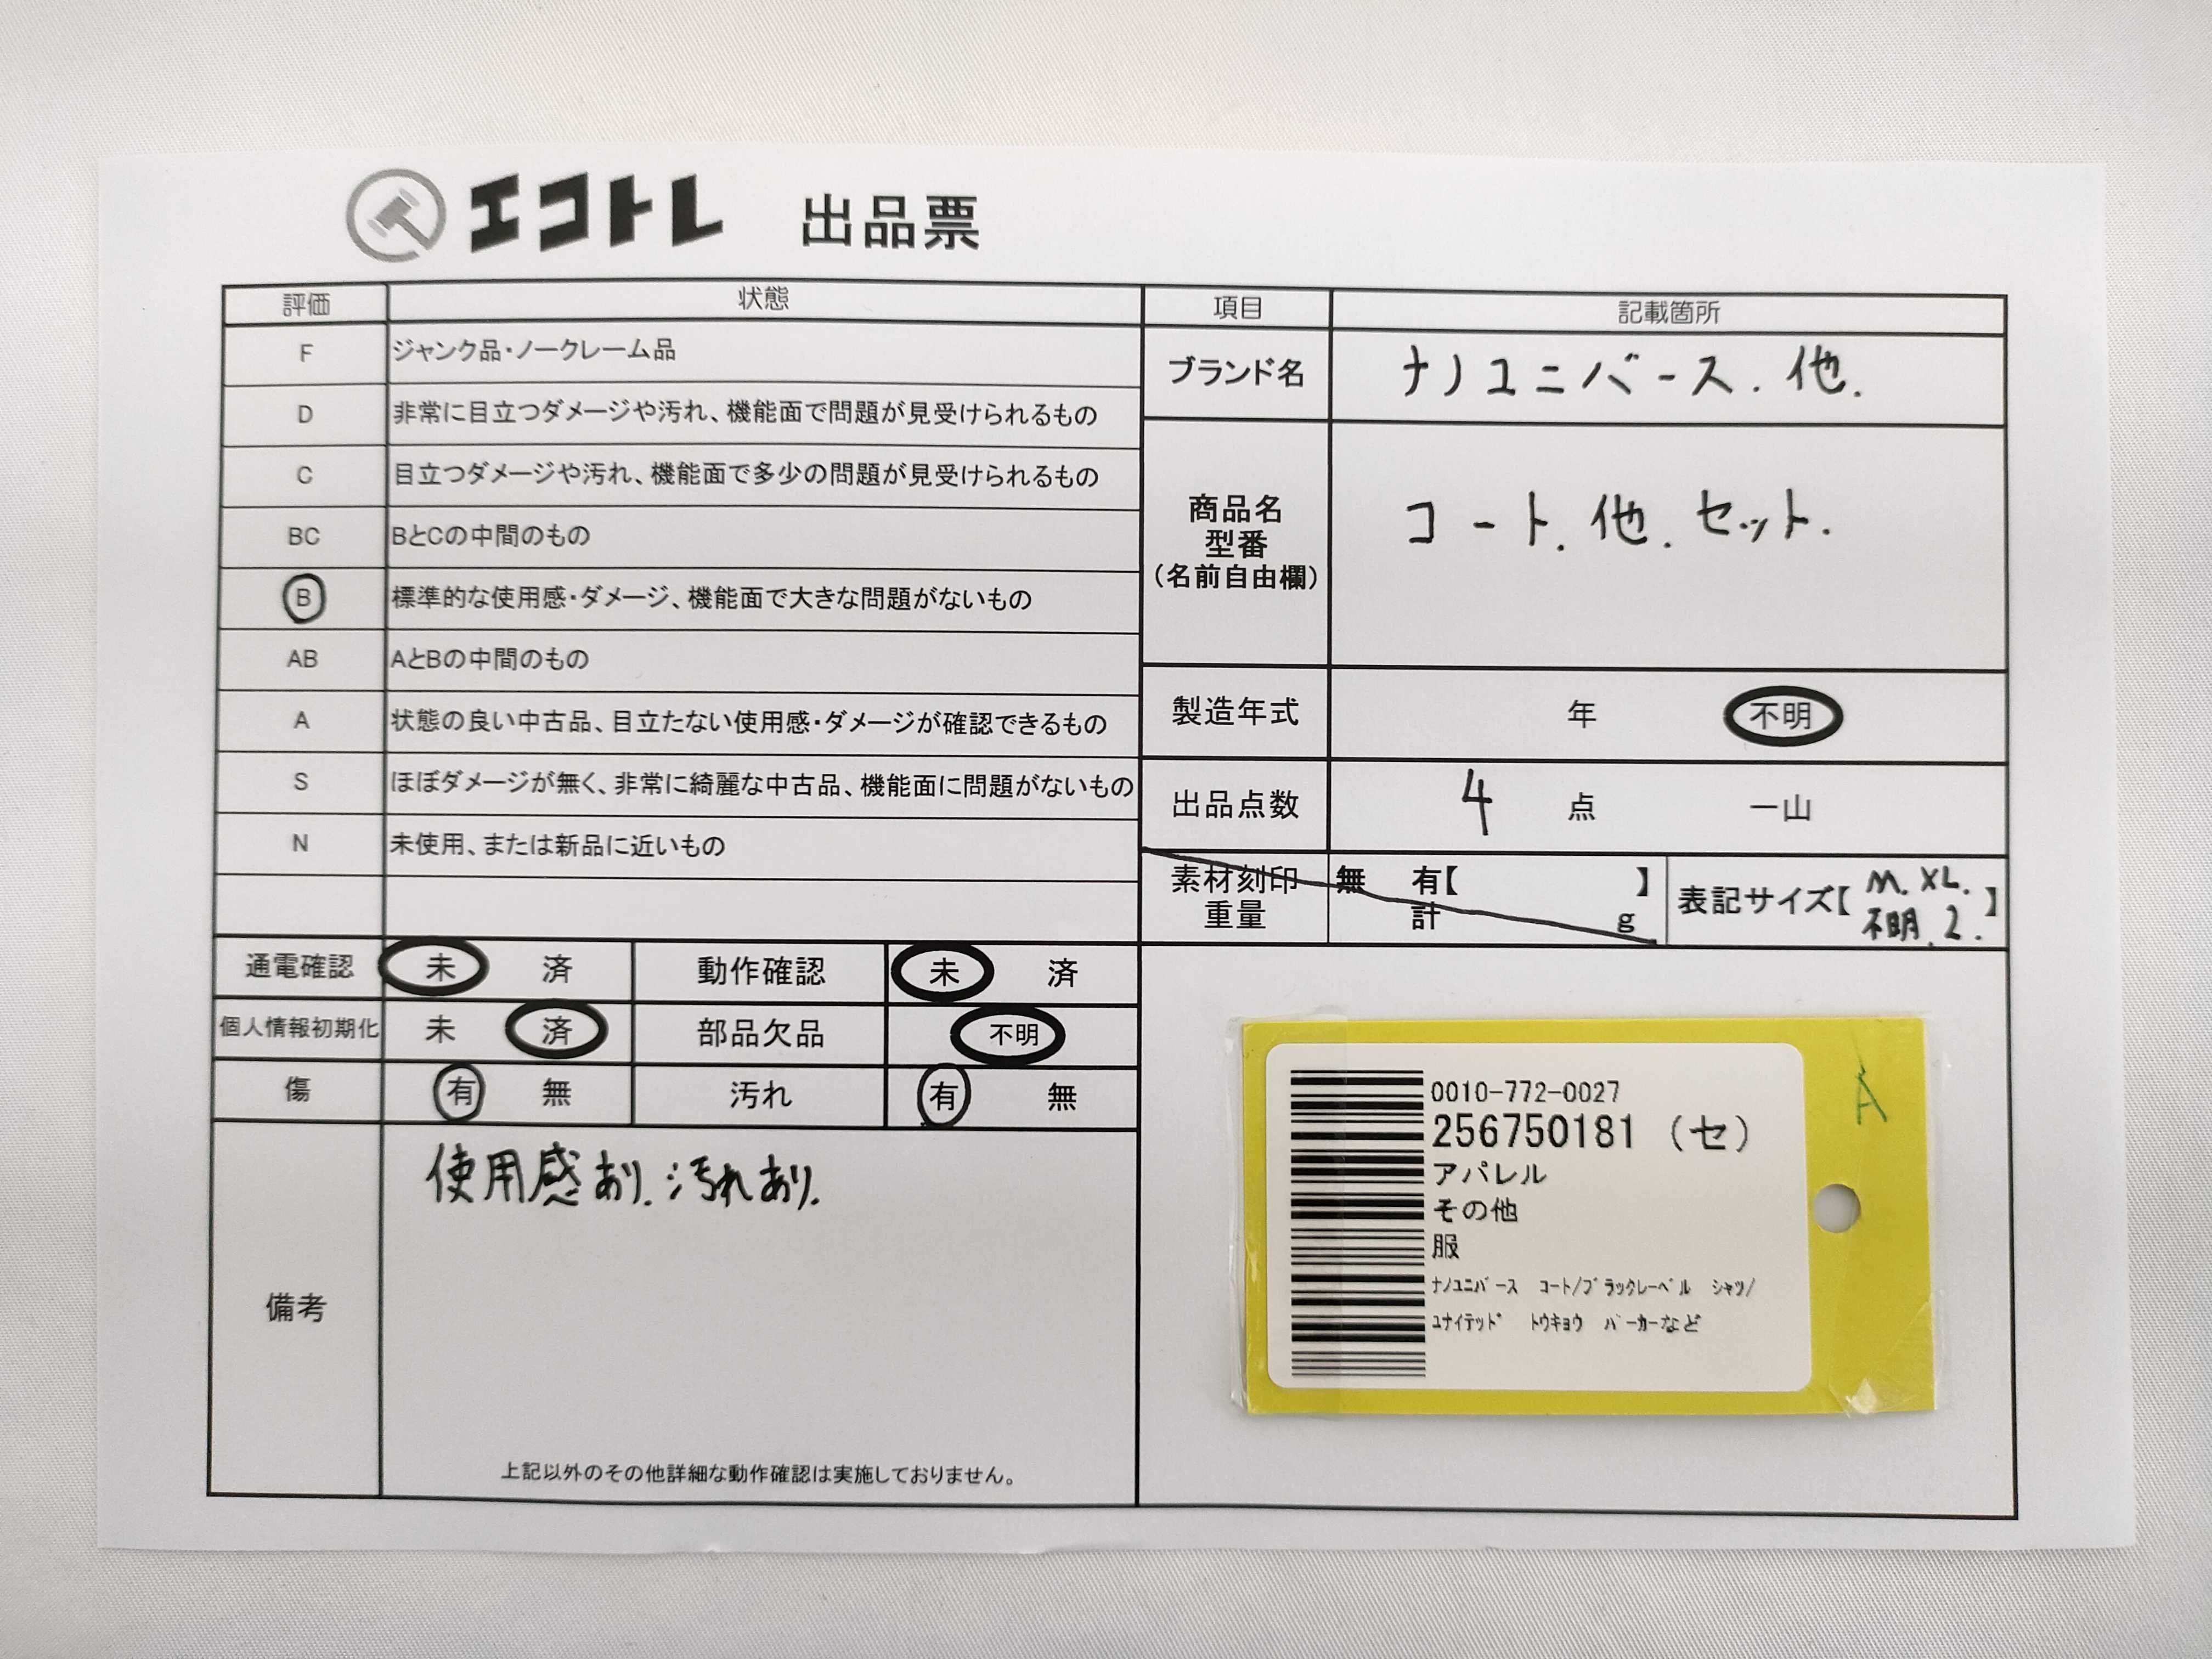 エコトレ 出品票
評価 状態
F ジャンク品・ノークレーム品
D 非常に目立つダメージや汚れ、機能面で問題が見受けられるもの
C 目立つダメージや汚れ、機能面で多少の問題が見受けられるもの
BC BとCの中間のもの
B 標準的な使用感・ダメージ、機能面で大きな問題がないもの
AB AとBの中間のもの
A 状態の良い中古品、目立たない使用感・ダメージが確認できるもの
S ほぼダメージが無く、非常に綺麗な中古品、機能面に問題がないもの
N 未使用、または新品に近いもの
通電確認 未 済 動作確認 未 済
個人情報初期化 未 済 部品欠品 不明
傷 有 無 汚れ 有 無
備考
使用感あり.汚れあり.
上記以外のその他詳細な動作確認は実施しておりません。
項目 記載箇所
ブランド名 ナノユニバース.他.
商品名
型番
（名前自由欄）
コート.他.セット.
製造年式 年 不明
出品点数 4 点 一山
素材刻印 無 有【 】
重量 計 g
表記サイズ【M.XL.
不明.2.】
0010-772-0027
256750181 (セ)
アパレル
その他
服
ﾅﾉﾕﾆﾊﾞｰｽ ｺｰﾄ/ﾌﾞﾗｯｸﾚｰﾍﾞﾙ ｼｬﾂ/
ﾕﾅｲﾃｯﾄﾞ ﾄｳｷｮｳ ﾊﾟｰｶｰなど
A